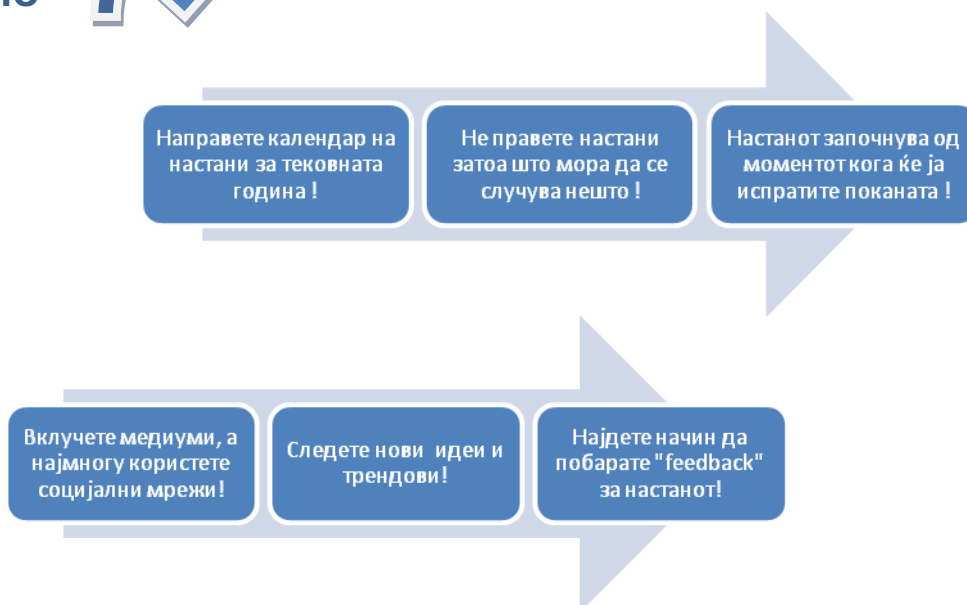 Направете календар на
настани за тековната
година !
Не правете настани
затоа што мора да се
случува нешто !
Настанот започнува од
моментот кога ќе ја
испратите поканата !
Вклучете медиуми, а
најмногу користете
социјални мрежи!
Следете нови идеи и
трендови!
Најдете начин да
побарате "feedback"
за настанот!